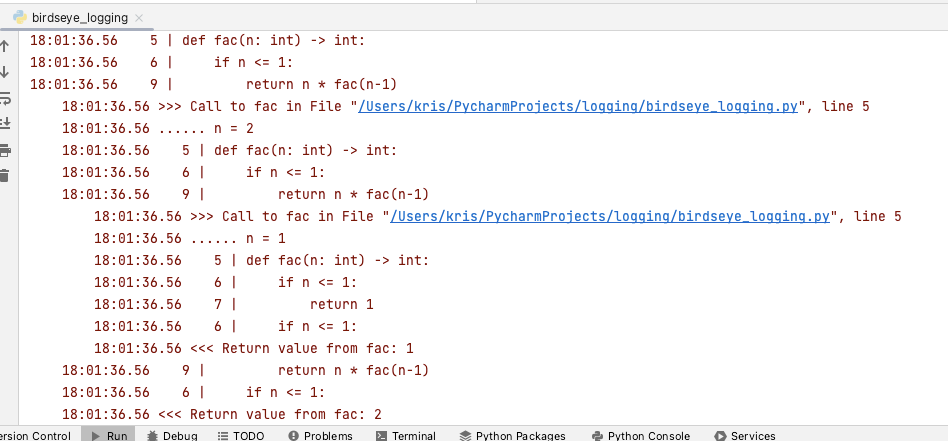 birdseye_logging
18:01:36.56    5 | def fac(n: int) -> int:
18:01:36.56    6 |     if n <= 1:
18:01:36.56    9 |         return n * fac(n-1)
    18:01:36.56 >>> Call to fac in File "/Users/kris/PycharmProjects/logging/birdseye_logging.py", line 5
    18:01:36.56 ...... n = 2
    18:01:36.56    5 | def fac(n: int) -> int:
    18:01:36.56    6 |     if n <= 1:
    18:01:36.56    9 |         return n * fac(n-1)
        18:01:36.56 >>> Call to fac in File "/Users/kris/PycharmProjects/logging/birdseye_logging.py", line 5
        18:01:36.56 ...... n = 1
        18:01:36.56    5 | def fac(n: int) -> int:
        18:01:36.56    6 |     if n <= 1:
        18:01:36.56    7 |         return 1
        18:01:36.56    6 |     if n <= 1:
        18:01:36.56 <<< Return value from fac: 1
    18:01:36.56    9 |         return n * fac(n-1)
    18:01:36.56    6 |     if n <= 1:
    18:01:36.56 <<< Return value from fac: 2
ersion Control Run Debug TODO Problems Terminal Python Packages Python Console Services